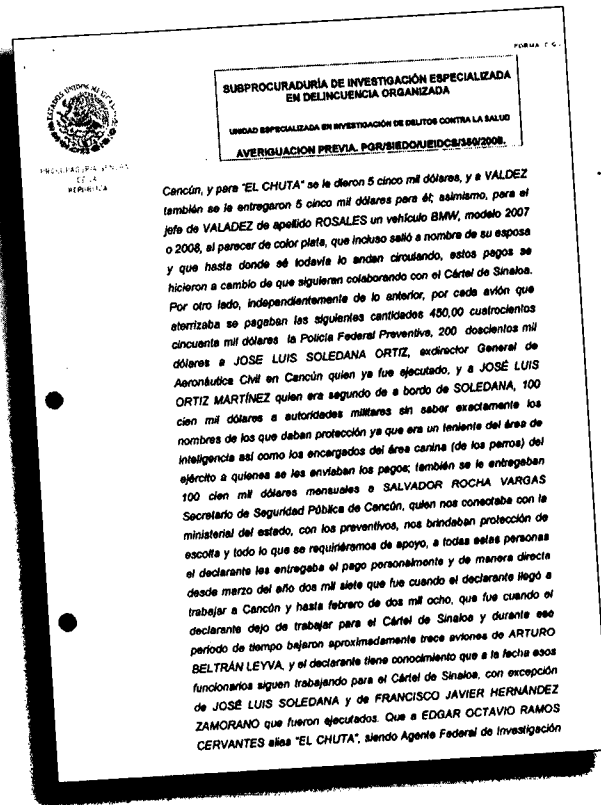 FORMA C.G.
SUBPROCURADURÍA DE INVESTIGACIÓN ESPECIALIZADA
EN DELINCUENCIA ORGANIZADA
UNIDAD ESPECIALIZADA EN INVESTIGACIÓN DE DELITOS CONTRA LA SALUD
AVERIGUACION PREVIA. PGR/SIEDO/UEIDCS/350/2008.
ESTADOS UNIDOS
PROCURADURIA GENERAL
DE LA
REPUBLICA
Cancún, y para "EL CHUTA" se le dieron 5 cinco mil dólares, y a VALDEZ
también se le entregaron 5 cinco mil dólares para él; asimismo, para el
jefe de VALADEZ de apellido ROSALES un vehículo BMW, modelo 2007
o 2008, al parecer de color plata, que incluso salió a nombre de su esposa
y que hasta donde sé todavía lo andan circulando, estos pagos se
hicieron a cambio de que siguieran colaborando con el Cártel de Sinaloa.
Por otro lado, independientemente de lo anterior, por cada avión que
aterrizaba se pagaban las siguientes cantidades 450,00 cuatrocientos
cincuenta mil dólares la Policía Federal Preventiva, 200 doscientos mil
dólares a JOSE LUIS SOLEDANA ORTIZ, exdirector General de
Aeronáutica Civil en Cancún quien ya fue ejecutado, y a JOSÉ LUIS
ORTIZ MARTÍNEZ quien era segundo de a bordo de SOLEDANA, 100
cien mil dólares a autoridades militares sin saber exactamente los
nombres de los que daban protección ya que era un teniente del área de
inteligencia así como los encargados del área canina (de los perros) del
ejército a quienes se les enviaban los pagos; también se le entregaban
100 cien mil dólares mensuales a SALVADOR ROCHA VARGAS
Secretario de Seguridad Pública de Cancún, quien nos conectaba con la
ministerial del estado, con los preventivos, nos brindaban protección de
escolta y todo lo que se requiriéramos de apoyo, a todas estas personas
el declarante les entregaba el pago personalmente y de manera directa
desde marzo del año dos mil siete que fue cuando el declarante llegó a
trabajar a Cancún y hasta febrero de dos mil ocho, que fue cuando el
declarante dejo de trabajar para el Cártel de Sinaloa y durante ese
periodo de tiempo bajaron aproximadamente trece aviones de ARTURO
BELTRÁN LEYVA, y el declarante tiene conocimiento que a la fecha esos
funcionarios siguen trabajando para el Cártel de Sinaloa, con excepción
de JOSÉ LUIS SOLEDANA y de FRANCISCO JAVIER HERNÁNDEZ
ZAMORANO que fueron ejecutados. Que a EDGAR OCTAVIO RAMOS
CERVANTES alias "EL CHUTA", siendo Agente Federal de Investigación